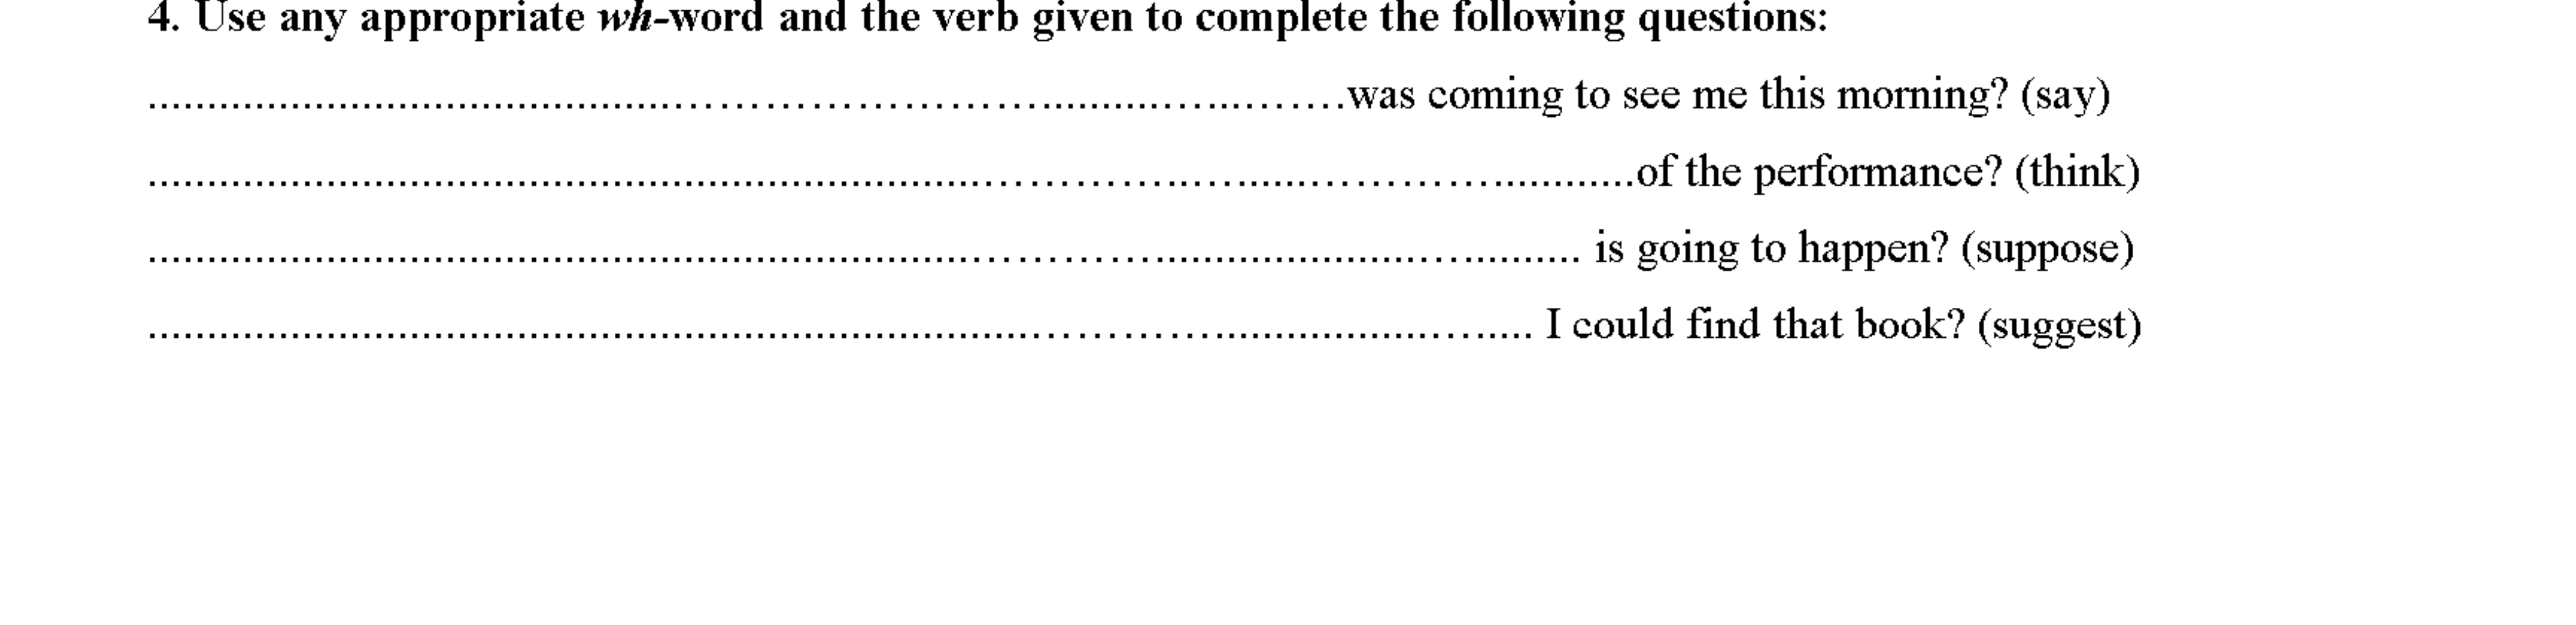 4. Use any appropriate wh-word and the verb given to complete the following questions:
........................................................................................................was coming to see me this morning? (say)
................................................................................................................................of the performance? (think)
............................................................................................................................ is going to happen? (suppose)
........................................................................................................................ I could find that book? (suggest)